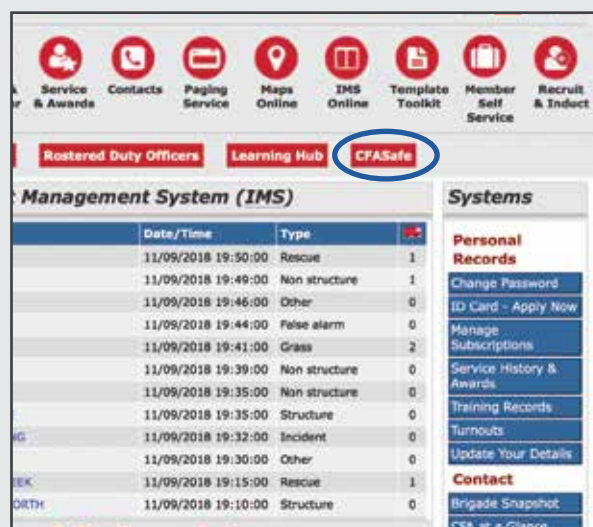 Service & Awards
Contacts
Paging Service
Maps Online
IMS Online
Template Toolkit
Member Self Service
Recruit & Induct
Rostered Duty Officers
Learning Hub
CFASafe
Management System (IMS)
Systems
Date/Time Type
11/09/2018 19:50:00 Rescue 1
11/09/2018 19:49:00 Non structure 1
11/09/2018 19:46:00 Other 0
11/09/2018 19:44:00 False alarm 0
11/09/2018 19:41:00 Grass 2
11/09/2018 19:39:00 Non structure 0
11/09/2018 19:35:00 Non structure 0
11/09/2018 19:35:00 Structure 0
NG 11/09/2018 19:32:00 Incident 0
11/09/2018 19:30:00 Other 0
EEK 11/09/2018 19:15:00 Rescue 1
ORTH 11/09/2018 19:10:00 Structure 0
Personal
Records
Change Password
ID Card - Apply Now
Manage
Subscriptions
Service History &
Awards
Training Records
Turnouts
Update Your Details
Contact
Brigade Snapshot
CFA at a Glance